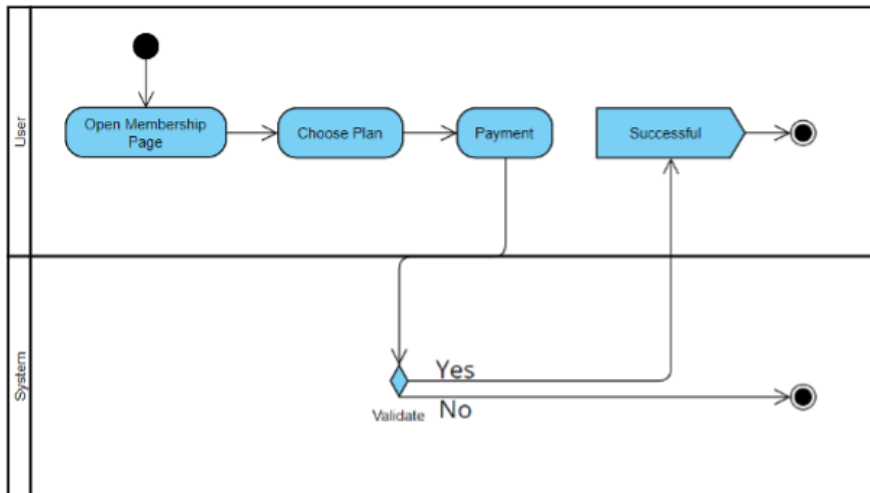 User
Open Membership
Page
Choose Plan
Payment
Successful
System
Yes
Validate
No